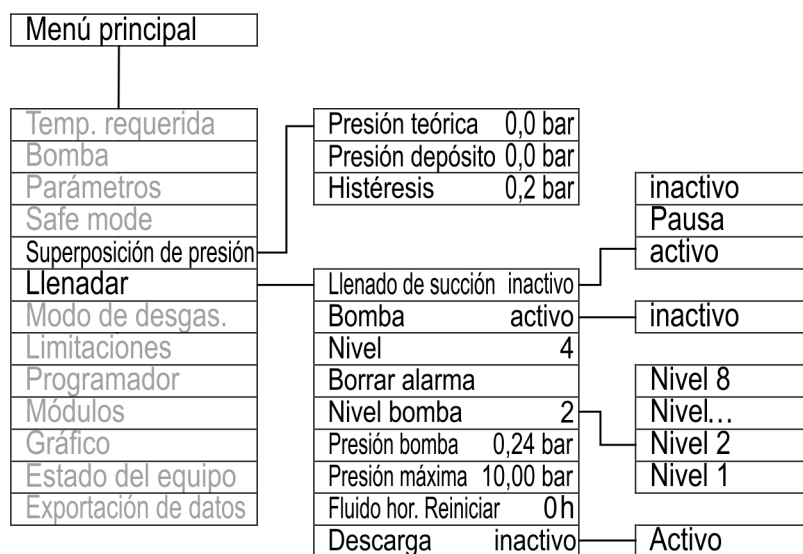 Menú principal
Temp. requerida
Bomba
Parámetros
Safe mode
Superposición de presión
Llenadar
Modo de desgas.
Limitaciones
Programador
Módulos
Gráfico
Estado del equipo
Exportación de datos
Presión teórica 0,0 bar
Presión depósito 0,0 bar
Histéresis 0,2 bar
Llenado de succión inactivo
Bomba activo
Nivel 4
Borrar alarma
Nivel bomba 2
Presión bomba 0,24 bar
Presión máxima 10,00 bar
Fluido hor. Reiniciar 0h
Descarga inactivo
inactivo
Pausa
activo
inactivo
Nivel 8
Nivel...
Nivel 2
Nivel 1
Activo